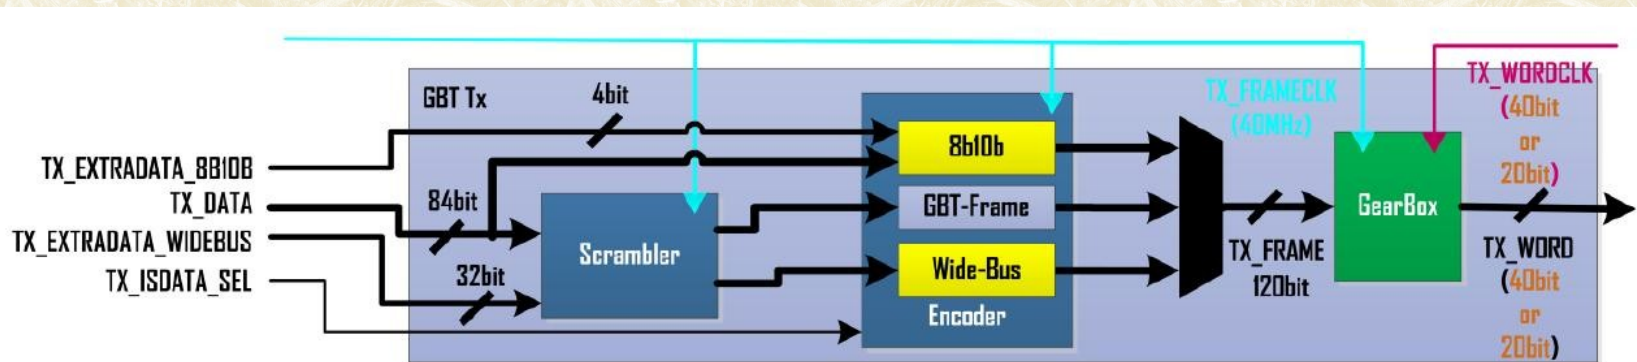 GBT Tx
4bit
TX_EXTRADATA_8B10B
TX_DATA
84bit
TX_EXTRADATA_WIDEBUS
32bit
TX_ISDATA_SEL
Scrambler
8b10b
GBT-Frame
Wide-Bus
Encoder
TX_FRAMECLK
(40MHz)
TX_FRAME
120bit
GearBox
TX_WORDCLK
(40bit
or
20bit)
TX_WORD
(40bit
or
20bit)